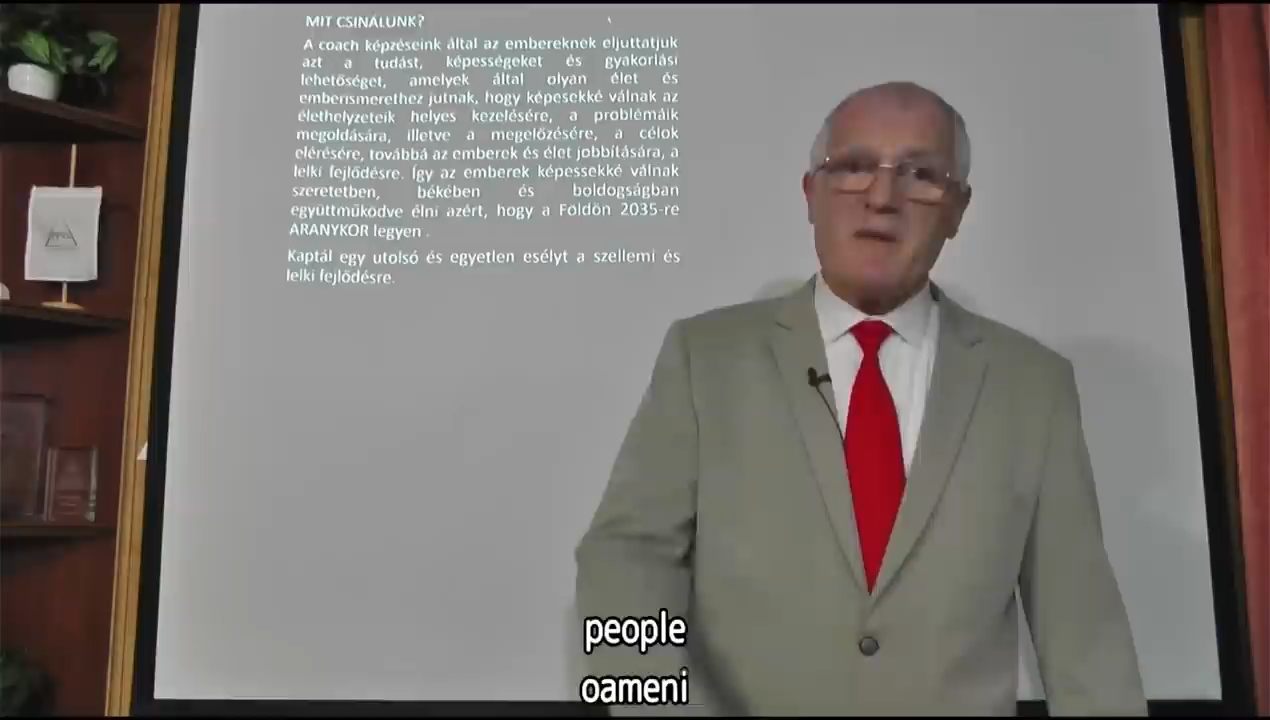 MIT CSINÁLUNK?
A coach képzéseink által az embereknek eljuttatjuk
azt a tudást, képességeket és gyakorlási
lehetőséget, amelyek által olyan élet és
emberismerethez jutnak, hogy képesekké válnak az
élethelyzeteik helyes kezelésére, a problémáik
megoldására, illetve a megelőzésére, a célok
elérésére, továbbá az emberek és élet jobbítására, a
lelki fejlődésre. Így az emberek képessekké válnak
szeretetben, békében és boldogságban
együttműködve élni azért, hogy a Földön 2035-re
ARANYKOR legyen .
Kaptál egy utolsó és egyetlen esélyt a szellemi és
lelki fejlődésre.
people
oameni